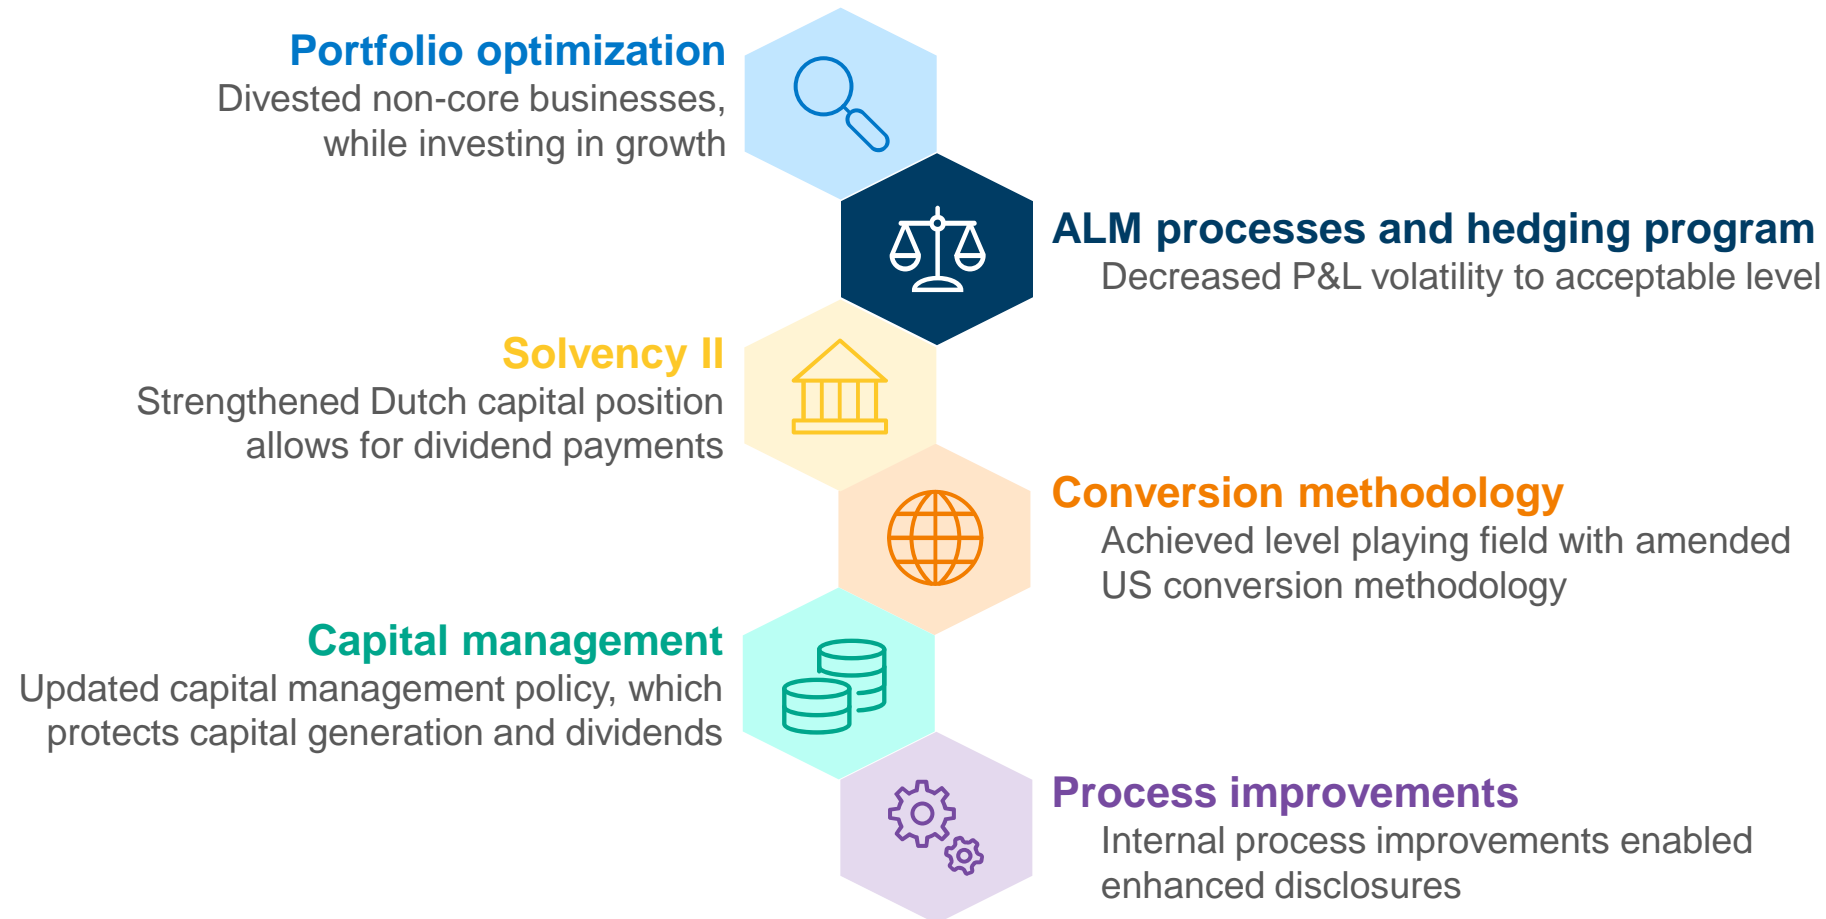 Portfolio optimization
Divested non-core businesses,
while investing in growth
ALM processes and hedging program
Decreased P&L volatility to acceptable level
Solvency II
Strengthened Dutch capital position
allows for dividend payments
Conversion methodology
Achieved level playing field with amended
US conversion methodology
Capital management
Updated capital management policy, which
protects capital generation and dividends
Process improvements
Internal process improvements enabled
enhanced disclosures